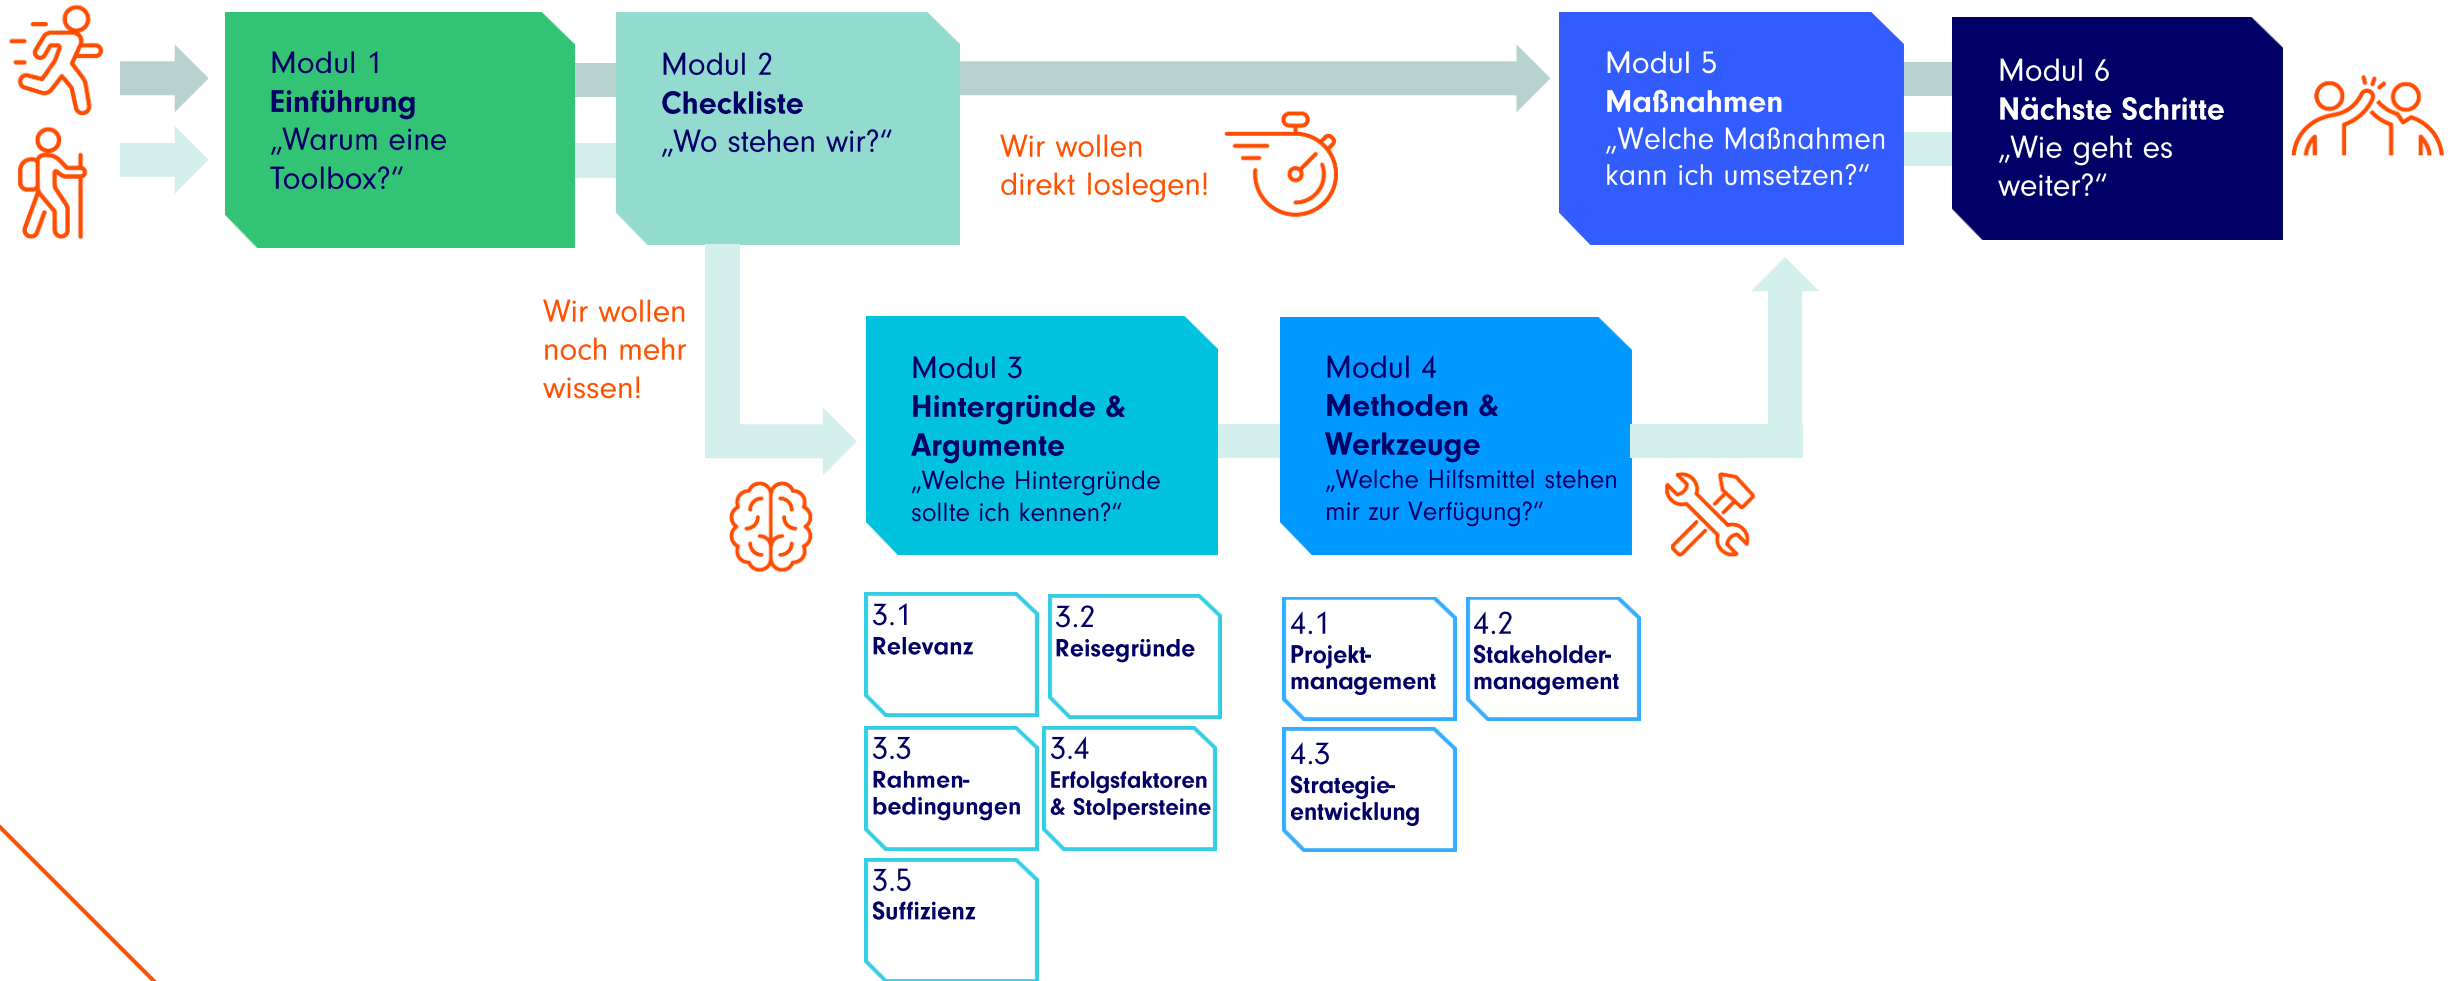 Modul 1
Einführung
„Warum eine
Toolbox?“
Modul 2
Checkliste
„Wo stehen wir?“
Wir wollen
direkt loslegen!
Modul 5
Maßnahmen
„Welche Maßnahmen
kann ich umsetzen?“
Modul 6
Nächste Schritte
„Wie geht es
weiter?“
Wir wollen
noch mehr
wissen!
Modul 3
Hintergründe &
Argumente
„Welche Hintergründe
sollte ich kennen?“
Modul 4
Methoden &
Werkzeuge
„Welche Hilfsmittel stehen
mir zur Verfügung?“
3.1
Relevanz
3.2
Reisegründe
3.3
Rahmen-
bedingungen
3.4
Erfolgsfaktoren
& Stolpersteine
3.5
Suffizienz
4.1
Projekt-
management
4.2
Stakeholder-
management
4.3
Strategie-
entwicklung